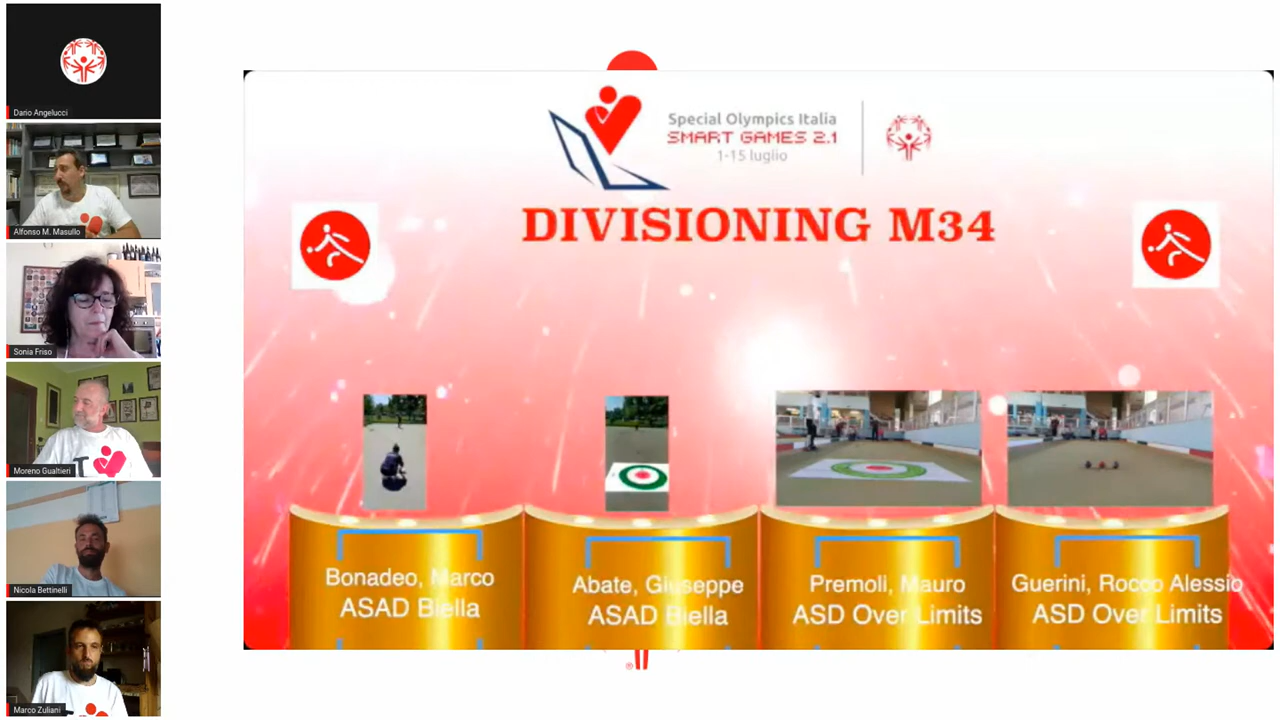 Dario Angelucci
Alfonso M. Masullo
Sonia Friso
Moreno Gualtieri
Nicola Bettinelli
Marco Zuliani
Special Olympics Italia
SMART GAMES 2.1
1-15 luglio
DIVISIONING M34
Bonadeo, Marco
ASAD Biella
Abate, Giuseppe
ASAD Biella
Premoli, Mauro
ASD Over Limits
Guerini, Rocco Alessio
ASD Over Limits